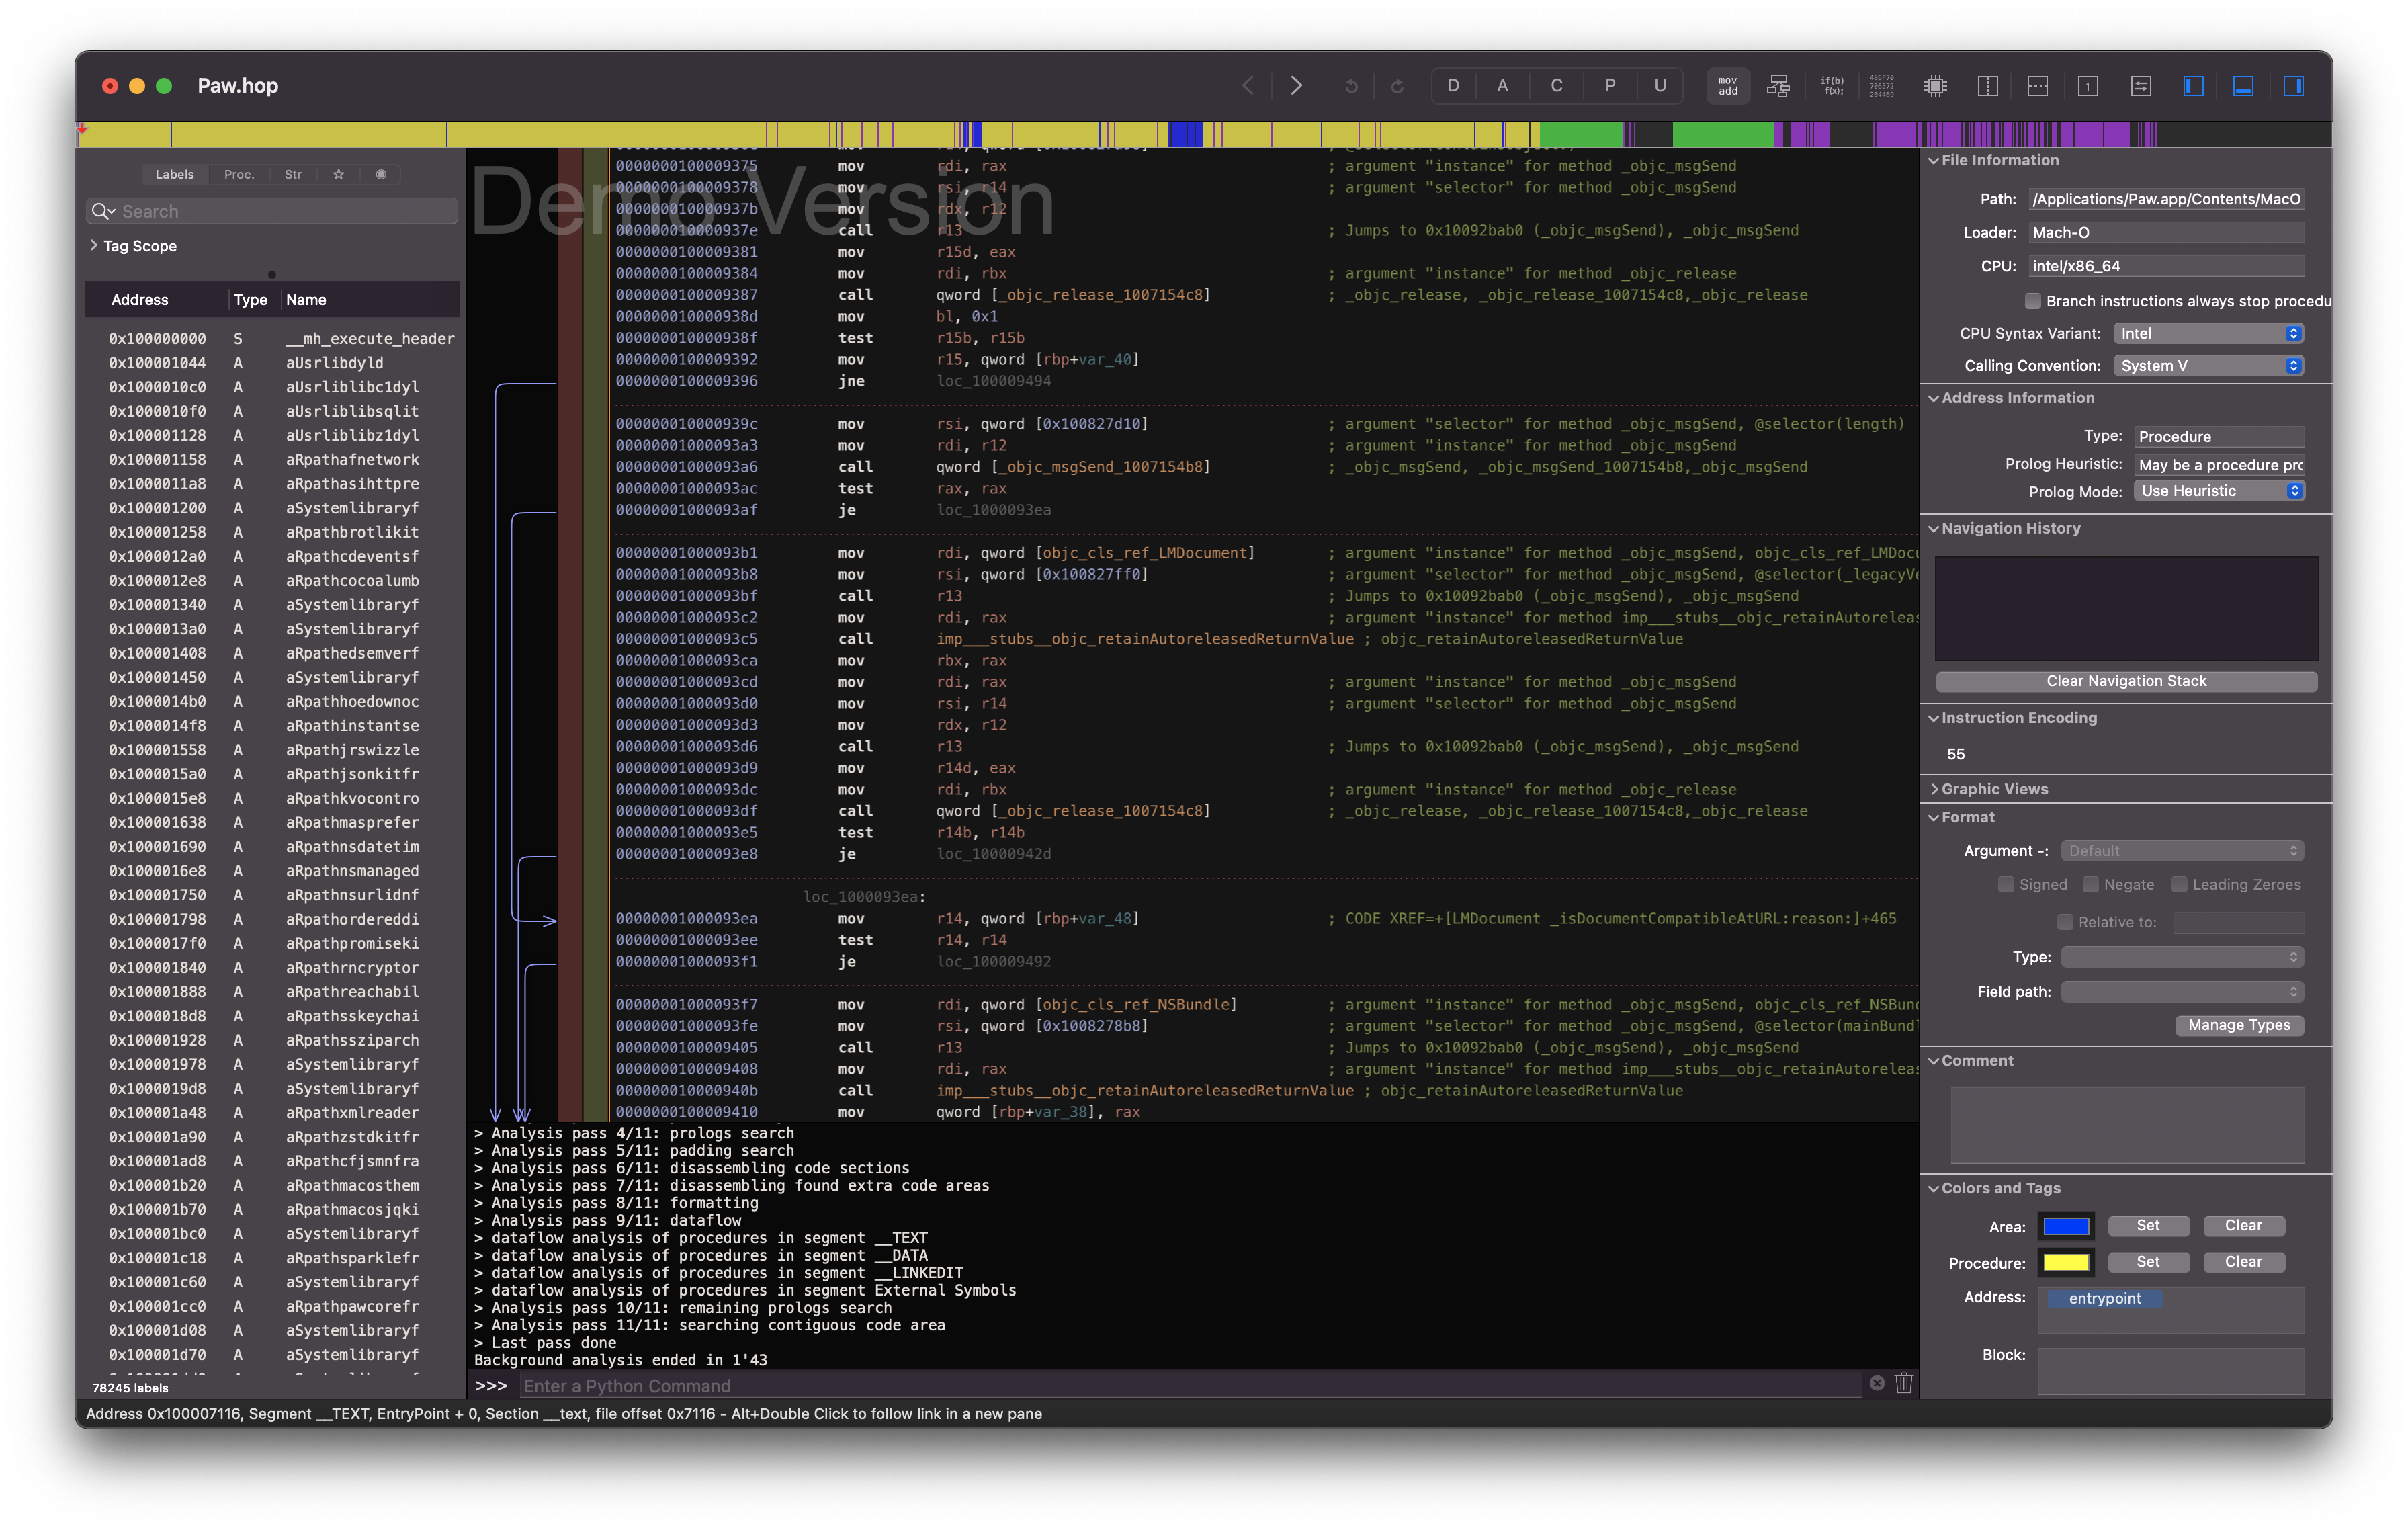 Paw.hop
D A C P U
mov
add
if(b)
f(x);
486F70
706572
204469
1
Labels Proc. Str
Search
Tag Scope
Address Type Name
0x100000000 S __mh_execute_header
0x100001044 A aUsrlibdyld
0x1000010c0 A aUsrliblibc1dyl
0x1000010f0 A aUsrliblibsqlit
0x100001128 A aUsrliblibz1dyl
0x100001158 A aRpathafnetwork
0x1000011a8 A aRpathasihttpre
0x100001200 A aSystemlibraryf
0x100001258 A aRpathbrotlikit
0x1000012a0 A aRpathcdeventsf
0x1000012e8 A aRpathcocoalumb
0x100001340 A aSystemlibraryf
0x1000013a0 A aSystemlibraryf
0x100001408 A aRpathedsemverf
0x100001450 A aSystemlibraryf
0x1000014b0 A aRpathhoedownoc
0x1000014f8 A aRpathinstantse
0x100001558 A aRpathjrswizzle
0x1000015a0 A aRpathjsonkitfr
0x1000015e8 A aRpathkvocontro
0x100001638 A aRpathmasprefer
0x100001690 A aRpathnsdatetim
0x1000016e8 A aRpathnsmanaged
0x100001750 A aRpathnsurlidnf
0x100001798 A aRpathordereddi
0x1000017f0 A aRpathpromiseki
0x100001840 A aRpathrncryptor
0x100001888 A aRpathreachabil
0x1000018d8 A aRpathsskeychai
0x100001928 A aRpathssziparch
0x100001978 A aSystemlibraryf
0x1000019d8 A aSystemlibraryf
0x100001a48 A aRpathxmlreader
0x100001a90 A aRpathzstdkitfr
0x100001ad8 A aRpathcfjsmnfra
0x100001b20 A aRpathmacosthem
0x100001b70 A aRpathmacosjqki
0x100001bc0 A aSystemlibraryf
0x100001c18 A aRpathsparklefr
0x100001c60 A aSystemlibraryf
0x100001cc0 A aRpathpawcorefr
0x100001d08 A aSystemlibraryf
0x100001d70 A aSystemlibraryf
78245 labels
Demo Version
0000000100009375 mov rdi, rax ; argument "instance" for method _objc_msgSend
0000000100009378 mov rsi, r14 ; argument "selector" for method _objc_msgSend
000000010000937b mov rdx, r12
000000010000937e call r13 ; Jumps to 0x10092bab0 (_objc_msgSend), _objc_msgSend
0000000100009381 mov r15d, eax
0000000100009384 mov rdi, rbx ; argument "instance" for method _objc_release
0000000100009387 call qword [_objc_release_1007154c8] ; _objc_release, _objc_release_1007154c8,_objc_release
000000010000938d mov bl, 0x1
000000010000938f test r15b, r15b
0000000100009392 mov r15, qword [rbp+var_40]
0000000100009396 jne loc_100009494
000000010000939c mov rsi, qword [0x100827d10] ; argument "selector" for method _objc_msgSend, @selector(length)
00000001000093a3 mov rdi, r12 ; argument "instance" for method _objc_msgSend
00000001000093a6 call qword [_objc_msgSend_1007154b8] ; _objc_msgSend, _objc_msgSend_1007154b8,_objc_msgSend
00000001000093ac test rax, rax
00000001000093af je loc_1000093ea
00000001000093b1 mov rdi, qword [objc_cls_ref_LMDocument] ; argument "instance" for method _objc_msgSend, objc_cls_ref_LMDocu
00000001000093b8 mov rsi, qword [0x100827ff0] ; argument "selector" for method _objc_msgSend, @selector(_legacyVe
00000001000093bf call r13 ; Jumps to 0x10092bab0 (_objc_msgSend), _objc_msgSend
00000001000093c2 mov rdi, rax ; argument "instance" for method imp___stubs__objc_retainAutoreleas
00000001000093c5 call imp___stubs__objc_retainAutoreleasedReturnValue ; objc_retainAutoreleasedReturnValue
00000001000093ca mov rbx, rax
00000001000093cd mov rdi, rax ; argument "instance" for method _objc_msgSend
00000001000093d0 mov rsi, r14 ; argument "selector" for method _objc_msgSend
00000001000093d3 mov rdx, r12
00000001000093d6 call r13 ; Jumps to 0x10092bab0 (_objc_msgSend), _objc_msgSend
00000001000093d9 mov r14d, eax
00000001000093dc mov rdi, rbx ; argument "instance" for method _objc_release
00000001000093df call qword [_objc_release_1007154c8] ; _objc_release, _objc_release_1007154c8,_objc_release
00000001000093e5 test r14b, r14b
00000001000093e8 je loc_10000942d
loc_1000093ea:
00000001000093ea mov r14, qword [rbp+var_48] ; CODE XREF=+[LMDocument _isDocumentCompatibleAtURL:reason:]+465
00000001000093ee test r14, r14
00000001000093f1 je loc_100009492
00000001000093f7 mov rdi, qword [objc_cls_ref_NSBundle] ; argument "instance" for method _objc_msgSend, objc_cls_ref_NSBund
00000001000093fe mov rsi, qword [0x1008278b8] ; argument "selector" for method _objc_msgSend, @selector(mainBundl
0000000100009405 call r13 ; Jumps to 0x10092bab0 (_objc_msgSend), _objc_msgSend
0000000100009408 mov rdi, rax ; argument "instance" for method imp___stubs__objc_retainAutoreleas
000000010000940b call imp___stubs__objc_retainAutoreleasedReturnValue ; objc_retainAutoreleasedReturnValue
0000000100009410 mov qword [rbp+var_38], rax
> Analysis pass 4/11: prologs search
> Analysis pass 5/11: padding search
> Analysis pass 6/11: disassembling code sections
> Analysis pass 7/11: disassembling found extra code areas
> Analysis pass 8/11: formatting
> Analysis pass 9/11: dataflow
> dataflow analysis of procedures in segment __TEXT
> dataflow analysis of procedures in segment __DATA
> dataflow analysis of procedures in segment __LINKEDIT
> dataflow analysis of procedures in segment External Symbols
> Analysis pass 10/11: remaining prologs search
> Analysis pass 11/11: searching contiguous code area
> Last pass done
Background analysis ended in 1'43
>>> Enter a Python Command
File Information
Path: /Applications/Paw.app/Contents/MacO
Loader: Mach-O
CPU: intel/x86_64
Branch instructions always stop procedu
CPU Syntax Variant: Intel
Calling Convention: System V
Address Information
Type: Procedure
Prolog Heuristic: May be a procedure prc
Prolog Mode: Use Heuristic
Navigation History
Clear Navigation Stack
Instruction Encoding
55
Graphic Views
Format
Argument -: Default
Signed Negate Leading Zeroes
Relative to:
Type:
Field path:
Manage Types
Comment
Colors and Tags
Area: Set Clear
Procedure: Set Clear
Address: entrypoint
Block:
Address 0x100007116, Segment __TEXT, EntryPoint + 0, Section __text, file offset 0x7116 - Alt+Double Click to follow link in a new pane